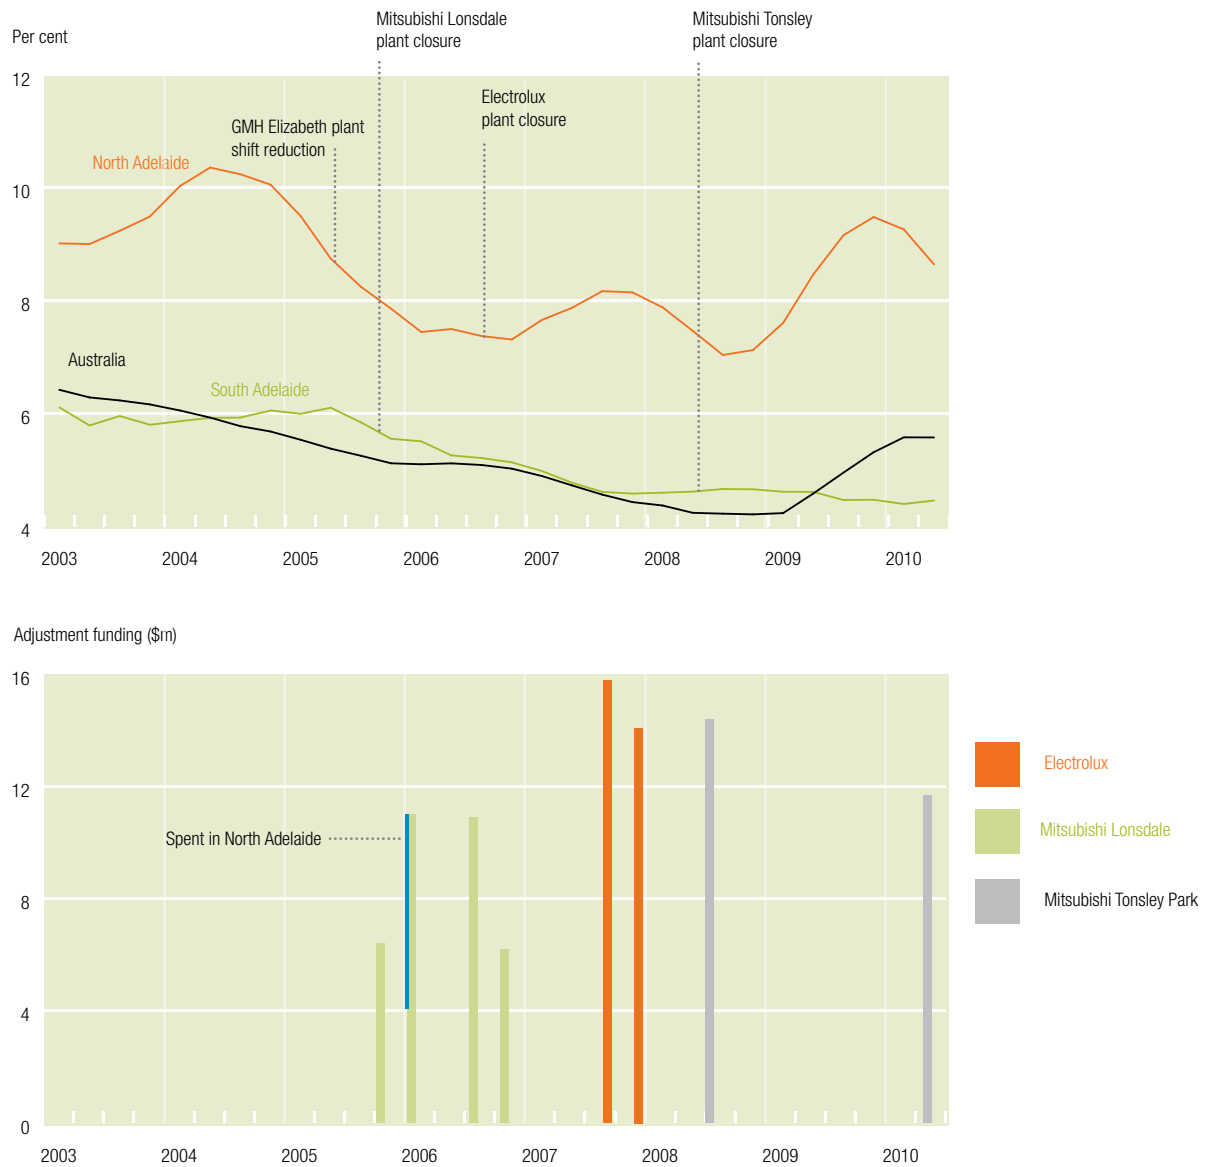 Mitsubishi Lonsdale
plant closure
Mitsubishi Tonsley
plant closure
Per cent
12
Electrolux
plant closure
GMH Elizabeth plant
shift reduction
North Adelaide
10
8
Australia
South Adelaide
6
4
2003 2004 2005 2006 2007 2008 2009 2010
Adjustment funding ($m)
16
Electrolux
12
Mitsubishi Lonsdale
Spent in North Adelaide
8
Mitsubishi Tonsley Park
4
0
2003 2004 2005 2006 2007 2008 2009 2010